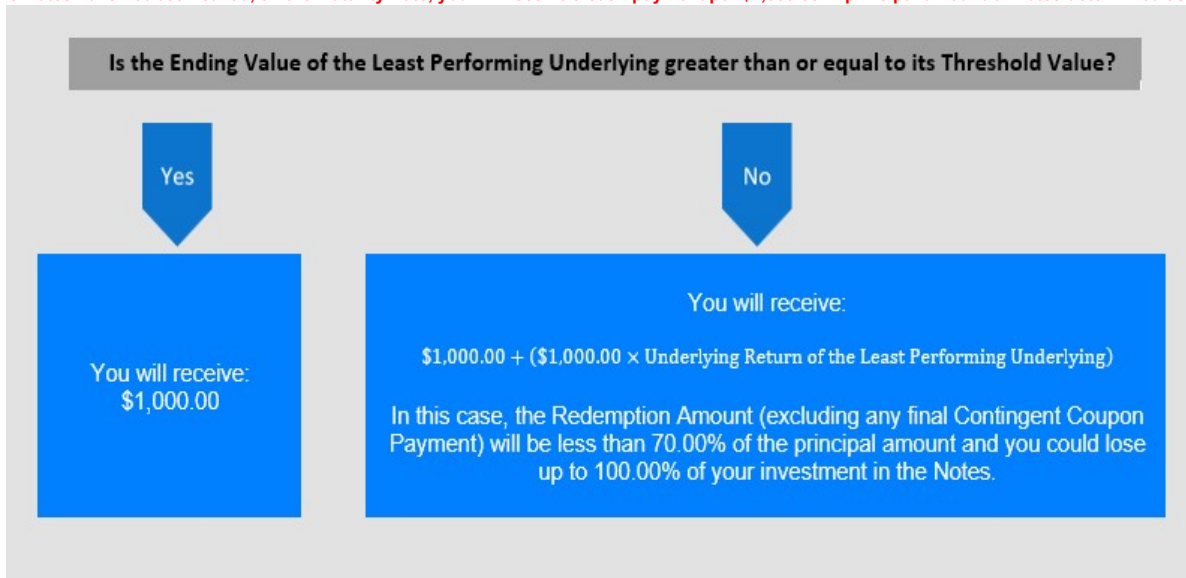 Is the Ending Value of the Least Performing Underlying greater than or equal to its Threshold Value?
Yes
No
You will receive:
$1,000.00
You will receive:
$1,000.00 + ($1,000.00 × Underlying Return of the Least Performing Underlying)
In this case, the Redemption Amount (excluding any final Contingent Coupon
Payment) will be less than 70.00% of the principal amount and you could lose
up to 100.00% of your investment in the Notes.